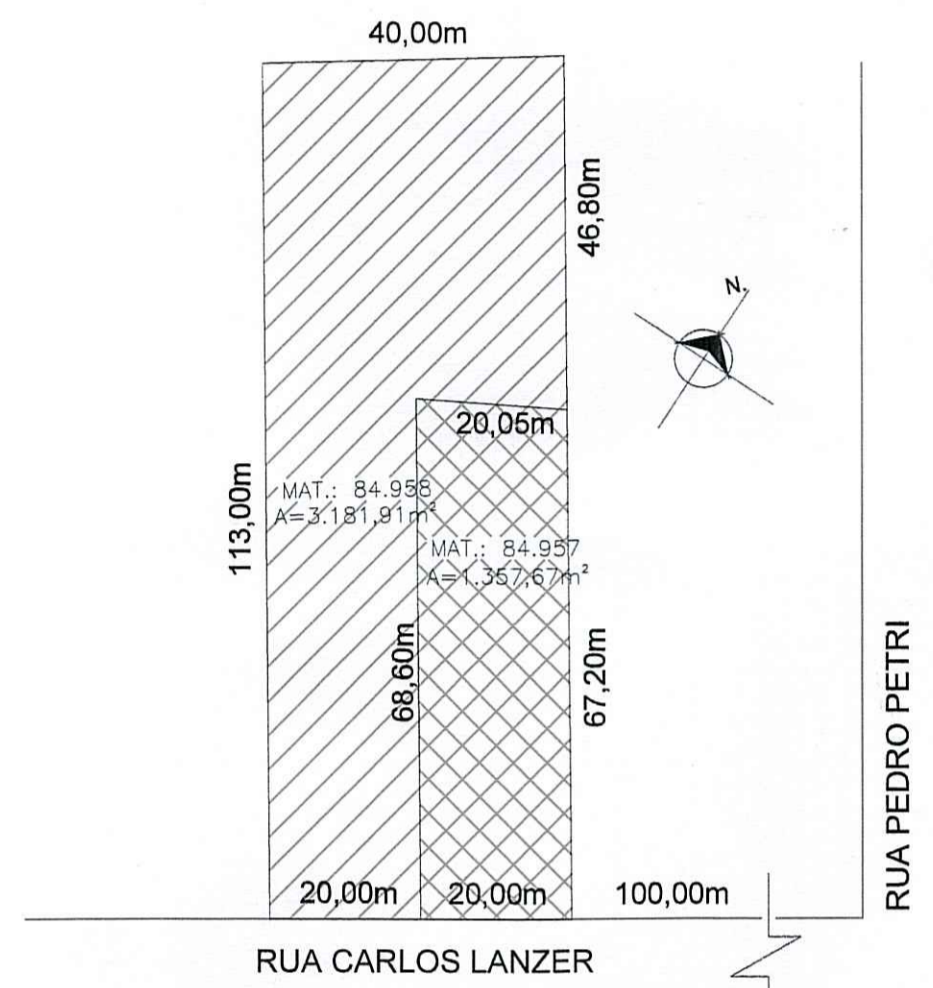 40,00m
46,80m
N.
20,05m
113,00m
MAT.: 84.958
A=3.181,91m²
MAT.: 84.957
A=1.357,67m²
68,60m
67,20m
RUA PEDRO PETRI
20,00m
20,00m
100,00m
RUA CARLOS LANZER